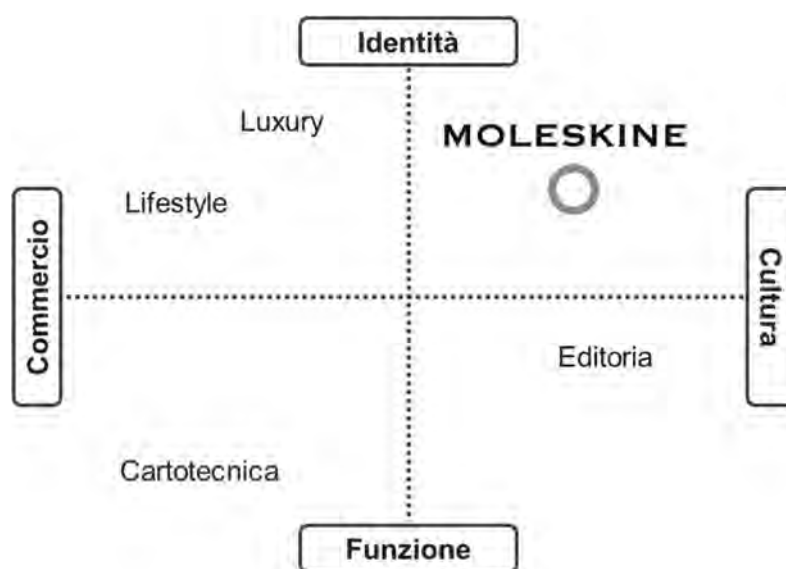 Identità
Luxury
MOLESKINE
Lifestyle
Commercio
Cultura
Editoria
Cartotecnica
Funzione